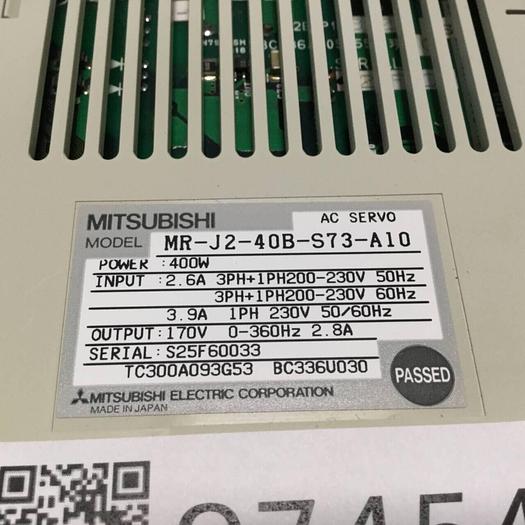 MITSUBISHI AC SERVO
MODEL MR-J2-40B-S73-A10
POWER :400W
INPUT :2.6A 3PH+1PH200-230V 50Hz
3PH+1PH200-230V 60Hz
3.9A 1PH 230V 50/60Hz
OUTPUT:170V 0-360Hz 2.8A
SERIAL:S25F60033
TC300A093G53 BC336U030
PASSED
MITSUBISHI ELECTRIC CORPORATION
MADE IN JAPAN